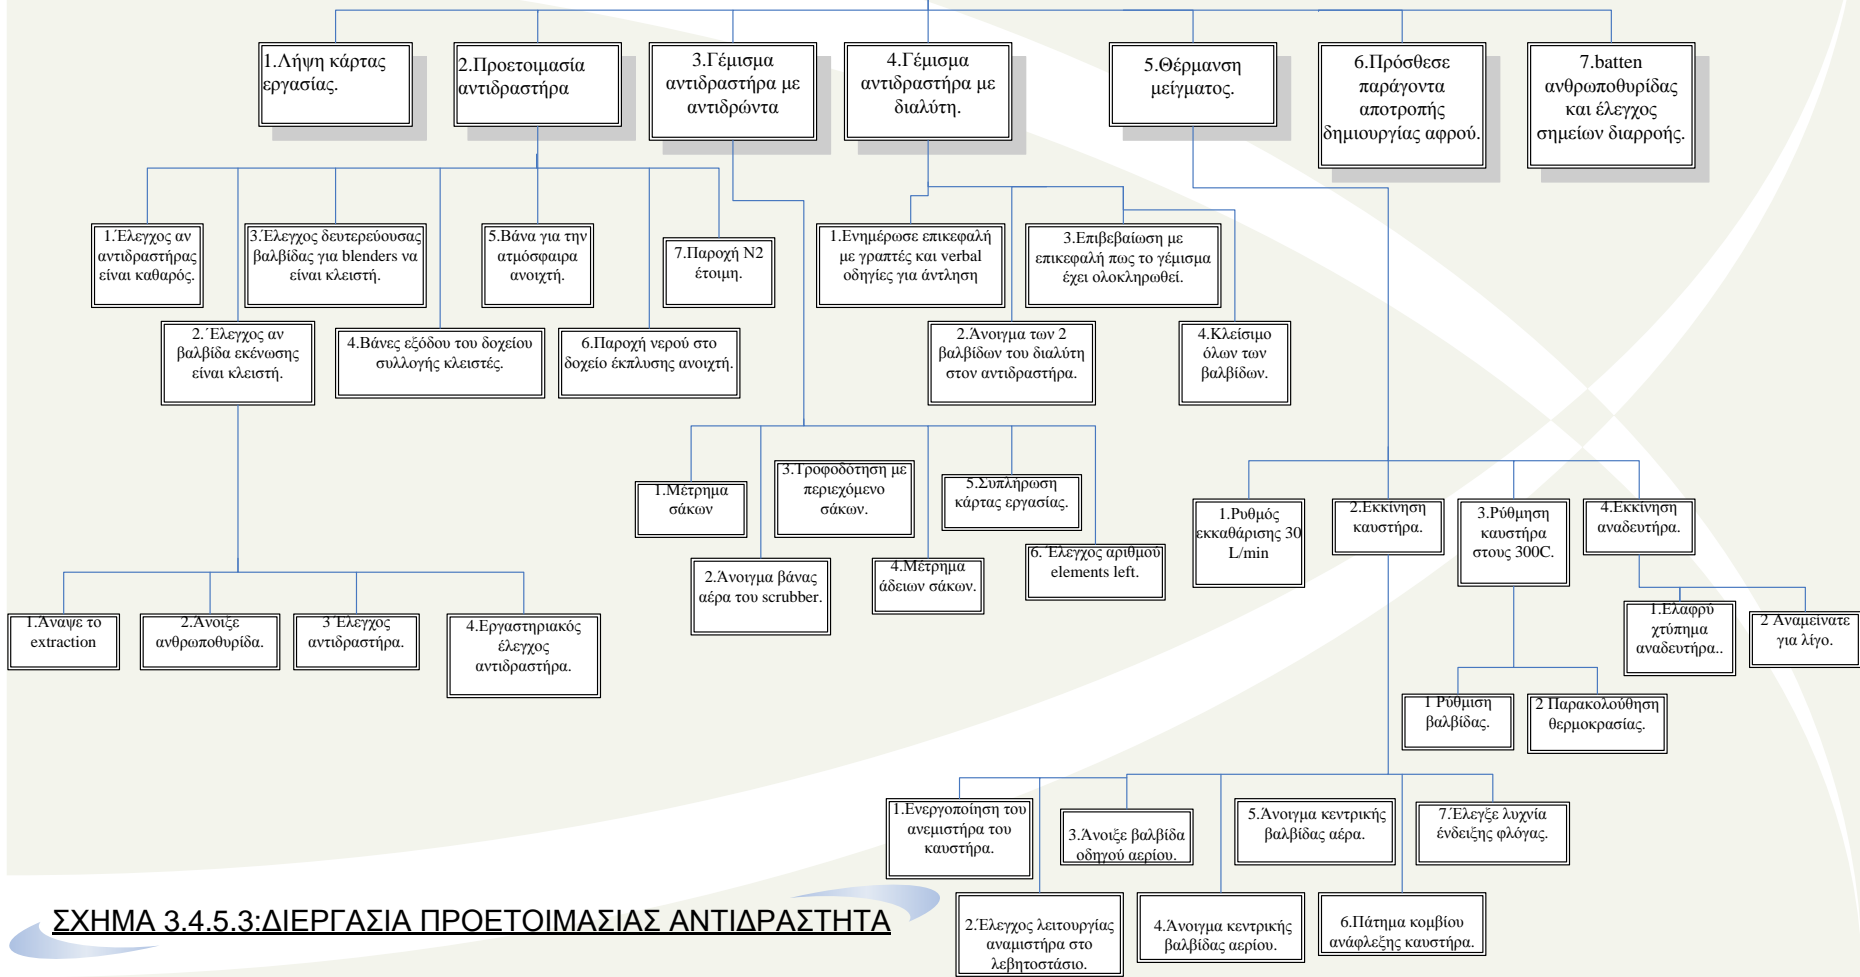 1.Λήψη κάρτας
εργασίας.
2.Προετοιμασία
αντιδραστήρα
3.Γέμισμα
αντιδραστήρα με
αντιδρώντα
4.Γέμισμα
αντιδραστήρα με
διαλύτη.
5.Θέρμανση
μείγματος.
6.Πρόσθεσε
παράγοντα
αποτροπής
δημιουργίας αφρού.
7.batten
ανθρωποθυρίδας
και έλεγχος
σημείων διαρροής.
1.Έλεγχος αν
αντιδραστήρας
είναι καθαρός.
3.Έλεγχος δευτερεύουσας
βαλβίδας για blenders να
είναι κλειστή.
5.Βάνα για την
ατμόσφαιρα
ανοιχτή.
7.Παροχή Ν2
έτοιμη.
1.Ενημέρωσε επικεφαλή
με γραπτές και verbal
οδηγίες για άντληση
3.Επιβεβαίωση με
επικεφαλή πως το γέμισμα
έχει ολοκληρωθεί.
2. Έλεγχος αν
βαλβίδα εκένωσης
είναι κλειστή.
4.Βάνες εξόδου του δοχείου
συλλογής κλειστές.
6.Παροχή νερού στο
δοχείο έκπλυσης ανοιχτή.
2.Άνοιγμα των 2
βαλβίδων του διαλύτη
στον αντιδραστήρα.
4.Κλείσιμο
όλων των
βαλβίδων.
1.Μέτρημα
σάκων
3.Τροφοδότηση με
περιεχόμενο
σάκων.
5.Συπλήρωση
κάρτας εργασίας.
2.Άνοιγμα βάνας
αέρα του scrubber.
4.Μέτρημα
άδειων σάκων.
6. Έλεγχος αριθμού
elements left.
1.Ρυθμός
εκκαθάρισης 30
L/min
2.Εκκίνηση
καυστήρα.
3.Ρύθμηση
καυστήρα
στους 300C.
4.Εκκίνηση
αναδευτήρα.
1.Άναψε το
extraction
2.Άνοιξε
ανθρωποθυρίδα.
3 Έλεγχος
αντιδραστήρα.
4.Εργαστηριακός
έλεγχος
αντιδραστήρα.
1.Ελαφρύ
χτύπημα
αναδευτήρα..
2 Αναμείνατε
για λίγο.
1 Ρύθμιση
βαλβίδας.
2 Παρακολούθηση
θερμοκρασίας.
1.Ενεργοποίηση του
ανεμιστήρα του
καυστήρα.
3.Άνοιξε βαλβίδα
οδηγού αερίου.
5.Άνοιγμα κεντρικής
βαλβίδας αέρα.
7.Έλεγξε λυχνία
ένδειξης φλόγας.
2.Έλεγχος λειτουργίας
αναμιστήρα στο
λεβητοστάσιο.
4.Άνοιγμα κεντρικής
βαλβίδας αερίου.
6.Πάτημα κομβίου
ανάφλεξης καυστήρα.
ΣΧΗΜΑ 3.4.5.3:ΔΙΕΡΓΑΣΙΑ ΠΡΟΕΤΟΙΜΑΣΙΑΣ ΑΝΤΙΔΡΑΣΤΗΤΑ